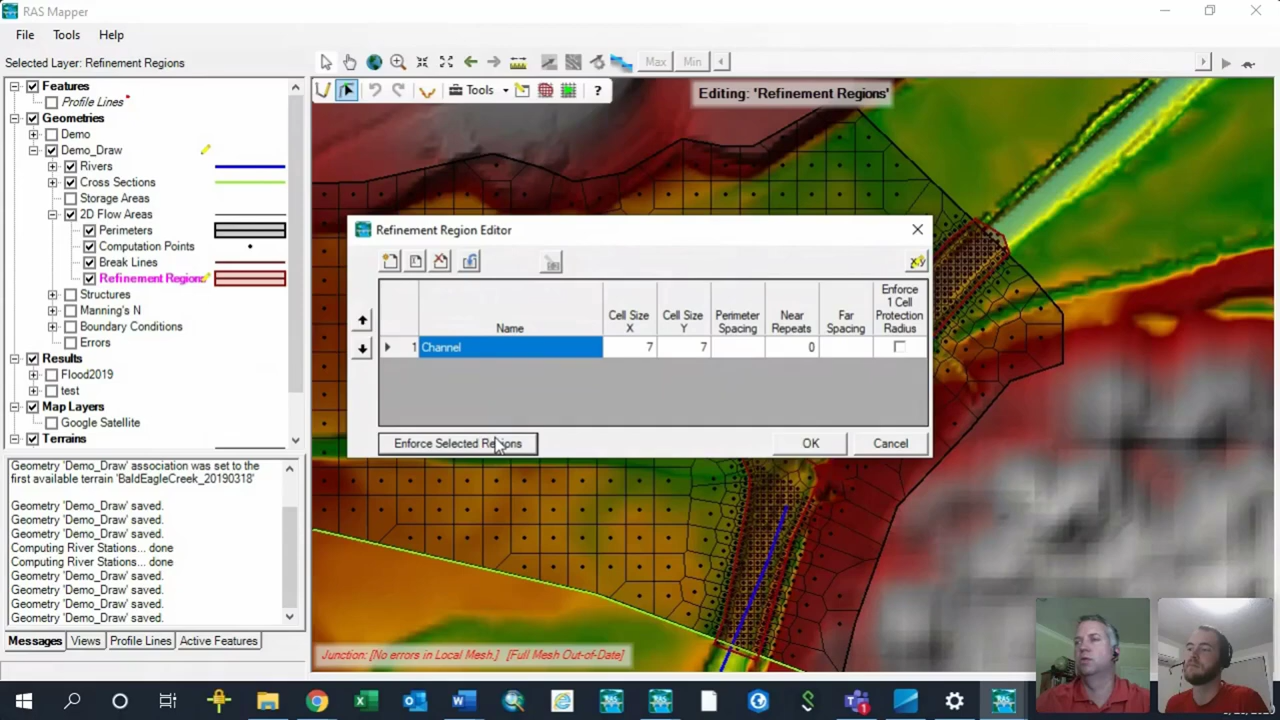 RAS Mapper
File Tools Help
Selected Layer: Refinement Regions
Max Min
Features
Profile Lines
Geometries
Demo
Demo_Draw
Rivers
Cross Sections
Storage Areas
2D Flow Areas
Perimeters
Computation Points
Break Lines
Refinement Region
Structures
Manning's N
Boundary Conditions
Errors
Results
Flood2019
test
Map Layers
Google Satellite
Terrains
Geometry 'Demo_Draw' association was set to the
first available terrain 'BaldEagleCreek_20190318'
Geometry 'Demo_Draw' saved.
Geometry 'Demo_Draw' saved.
Geometry 'Demo_Draw' saved.
Computing River Stations... done
Computing River Stations... done
Geometry 'Demo_Draw' saved.
Geometry 'Demo_Draw' saved.
Geometry 'Demo_Draw' saved.
Geometry 'Demo_Draw' saved.
Messages Views Profile Lines Active Features
Tools ?
Editing: 'Refinement Regions'
Refinement Region Editor
Name
Cell Size X
Cell Size Y
Perimeter Spacing
Near Repeats
Far Spacing
Enforce 1 Cell Protection Radius
1 Channel 7 7 0
Enforce Selected Regions OK Cancel
Junction: [No errors in Local Mesh.] [Full Mesh Out-of-Date]